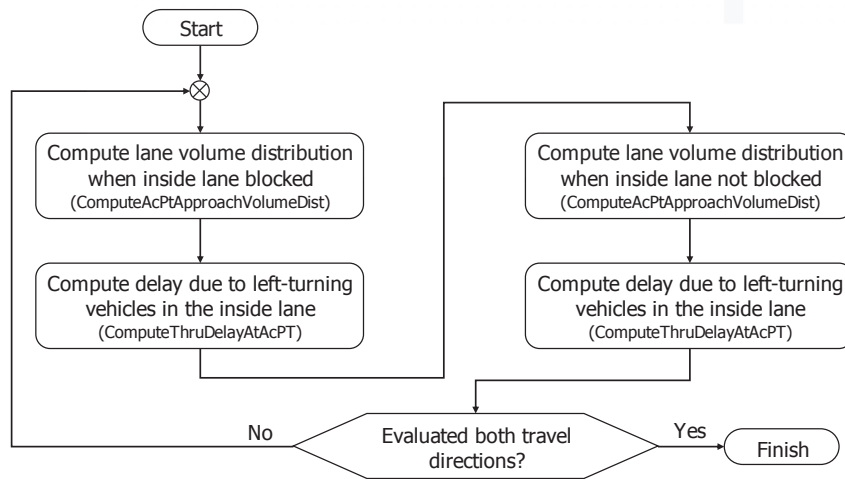 Start
Compute lane volume distribution
when inside lane blocked
(ComputeAcPtApproachVolumeDist)
Compute delay due to left-turning
vehicles in the inside lane
(ComputeThruDelayAtAcPT)
Compute lane volume distribution
when inside lane not blocked
(ComputeAcPtApproachVolumeDist)
Compute delay due to left-turning
vehicles in the inside lane
(ComputeThruDelayAtAcPT)
Evaluated both travel
directions?
No
Yes
Finish